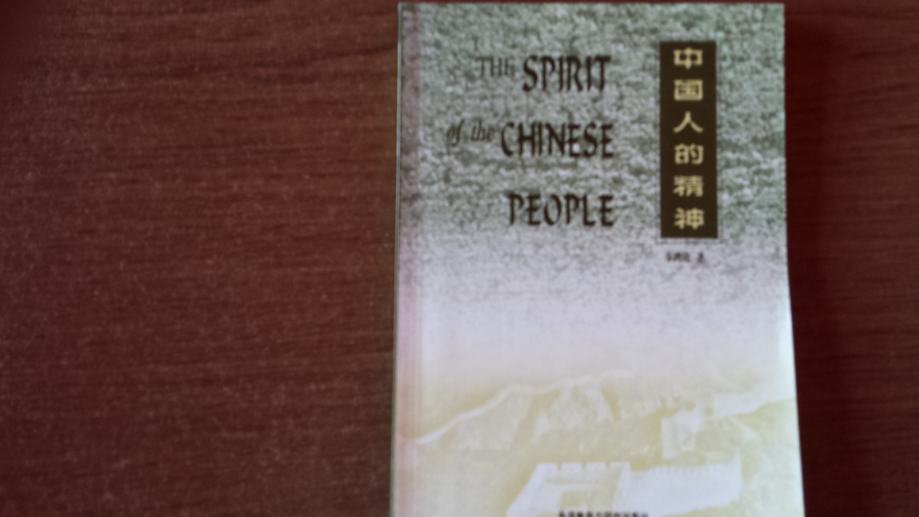 THE SPIRIT
of the CHINESE
PEOPLE
中国人的精神